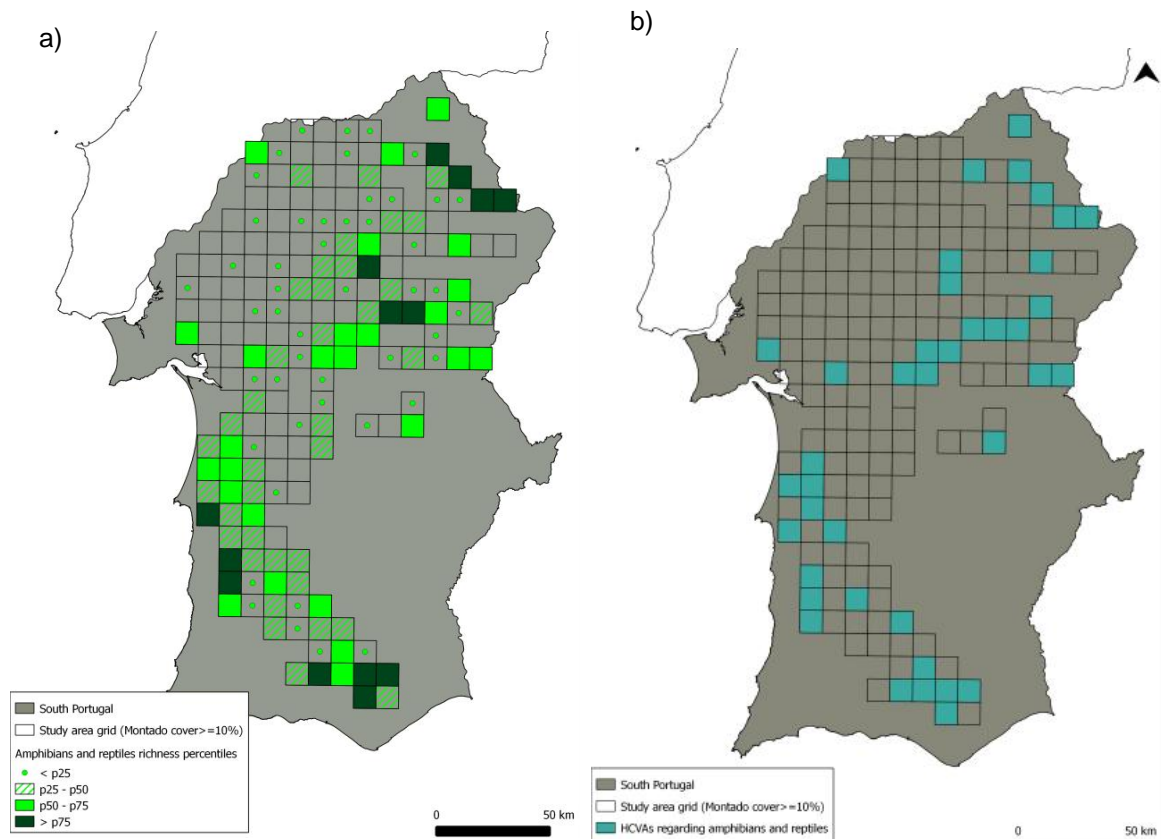 a)
b)
South Portugal
Study area grid (Montado cover>=10%)
Amphibians and reptiles richness percentiles
< p25
p25 - p50
p50 - p75
> p75
0 50 km
South Portugal
Study area grid (Montado cover>=10%)
HCVAs regarding amphibians and reptiles
0 50 km